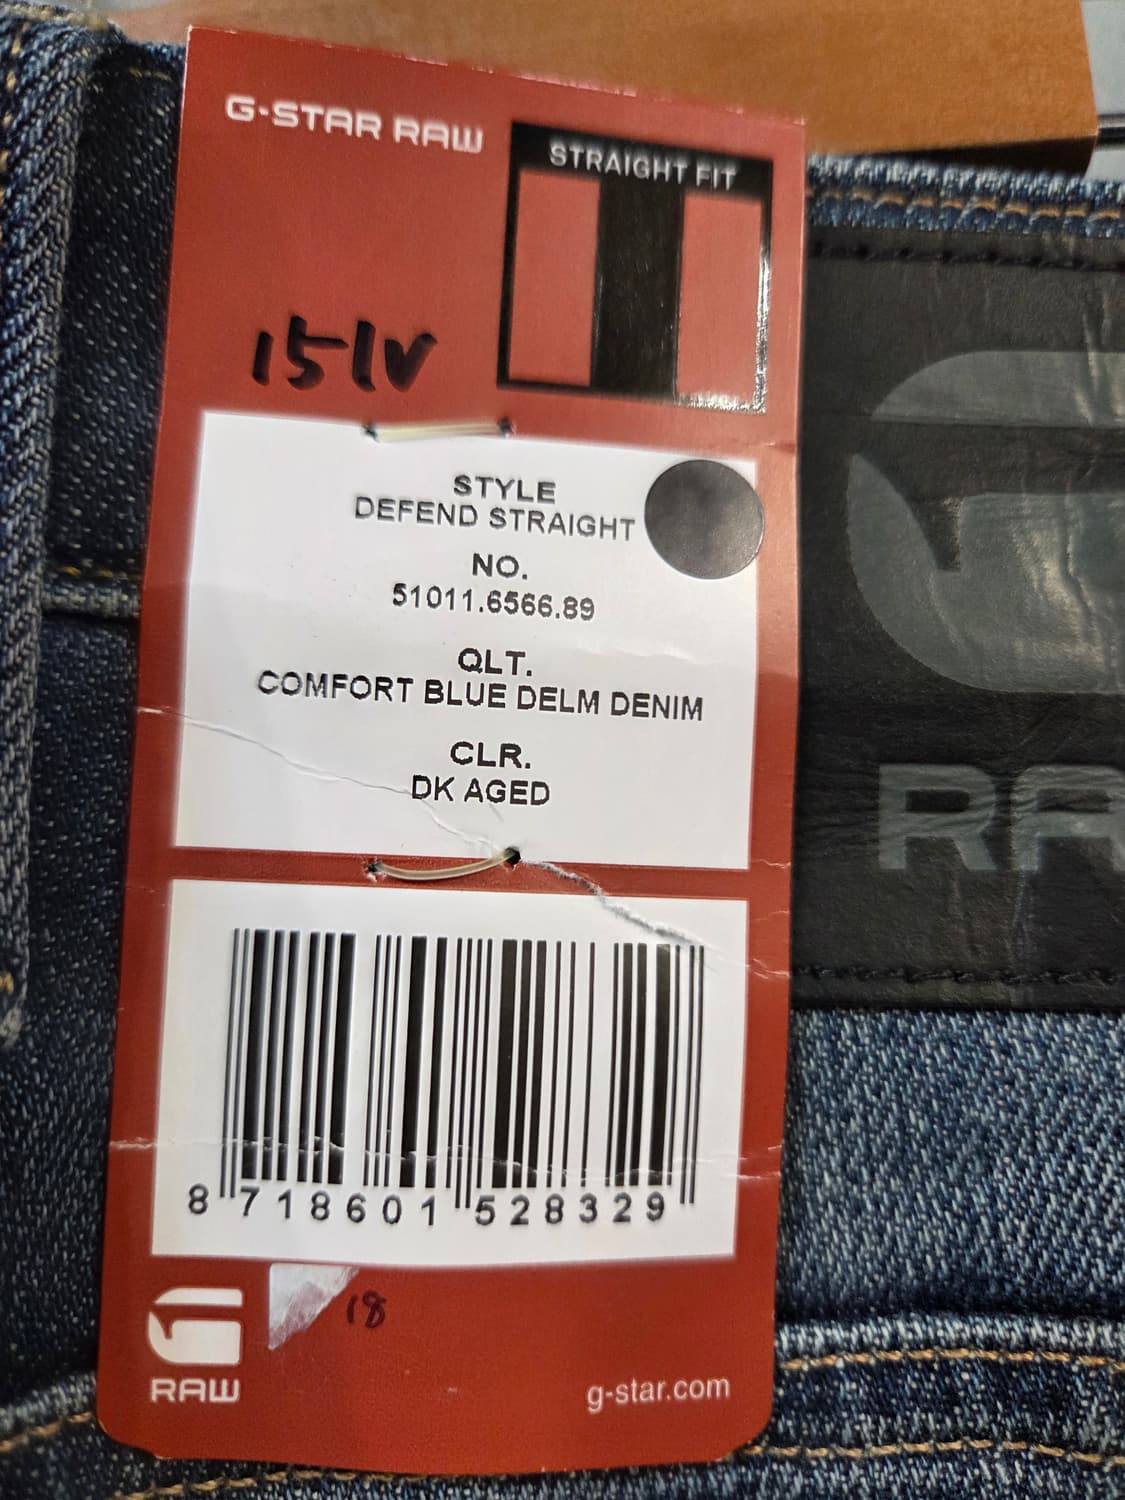 G-STAR RAW
STRAIGHT FIT
151V
STYLE
DEFEND STRAIGHT
NO.
51011.6566.89
QLT.
COMFORT BLUE DELM DENIM
CLR.
DK AGED
8 718601 528329
18
RAW
g-star.com
RA